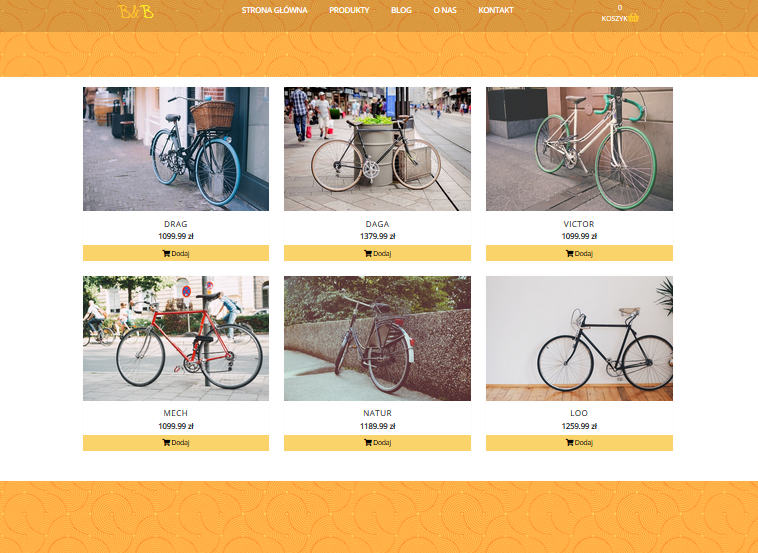 B&B
STRONA GŁÓWNA PRODUKTY BLOG O NAS KONTAKT
0
KOSZYK
DRAG DAGA VICTOR
1099.99 zł 1379.99 zł 1099.99 zł
Dodaj Dodaj Dodaj
MECH NATUR LOO
1099.99 zł 1189.99 zł 1259.99 zł
Dodaj Dodaj Dodaj